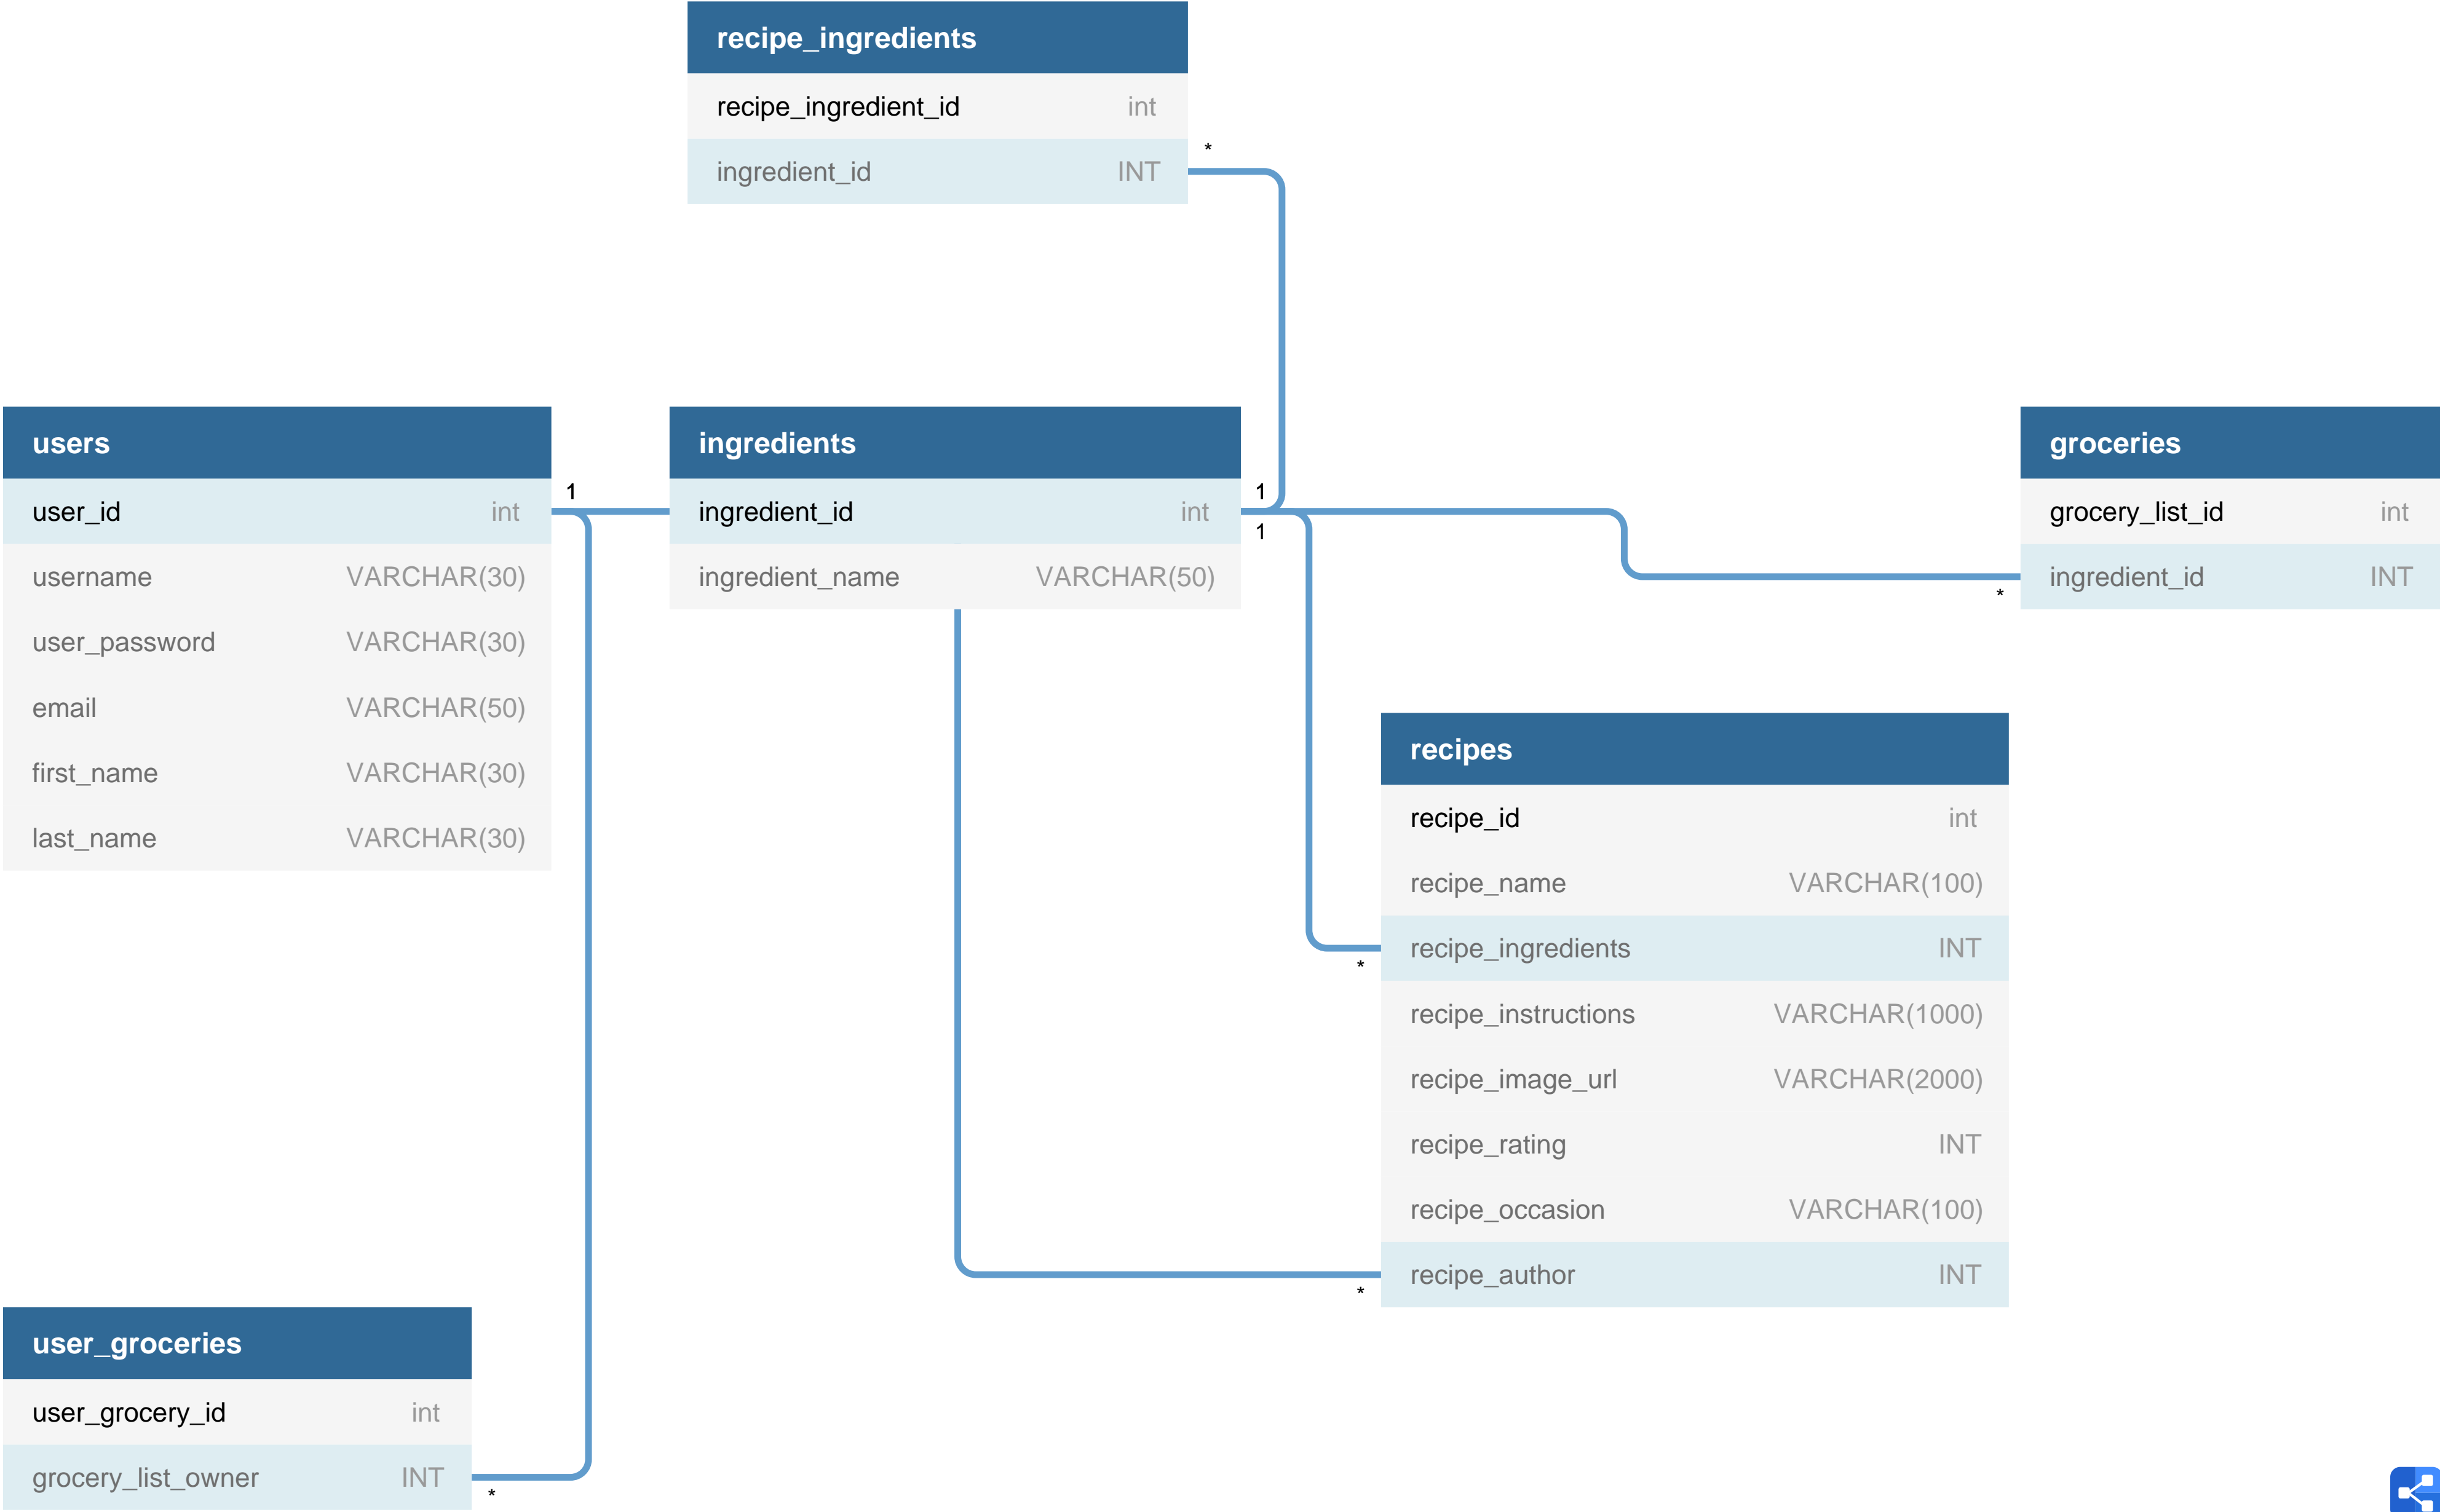 recipe_ingredients
recipe_ingredient_id int
ingredient_id INT
*
users
user_id int
username VARCHAR(30)
user_password VARCHAR(30)
email VARCHAR(50)
first_name VARCHAR(30)
last_name VARCHAR(30)
1
ingredients
ingredient_id int
ingredient_name VARCHAR(50)
1
1
groceries
grocery_list_id int
ingredient_id INT
*
recipes
recipe_id int
recipe_name VARCHAR(100)
recipe_ingredients INT
*
recipe_instructions VARCHAR(1000)
recipe_image_url VARCHAR(2000)
recipe_rating INT
recipe_occasion VARCHAR(100)
recipe_author INT
*
user_groceries
user_grocery_id int
grocery_list_owner INT
*